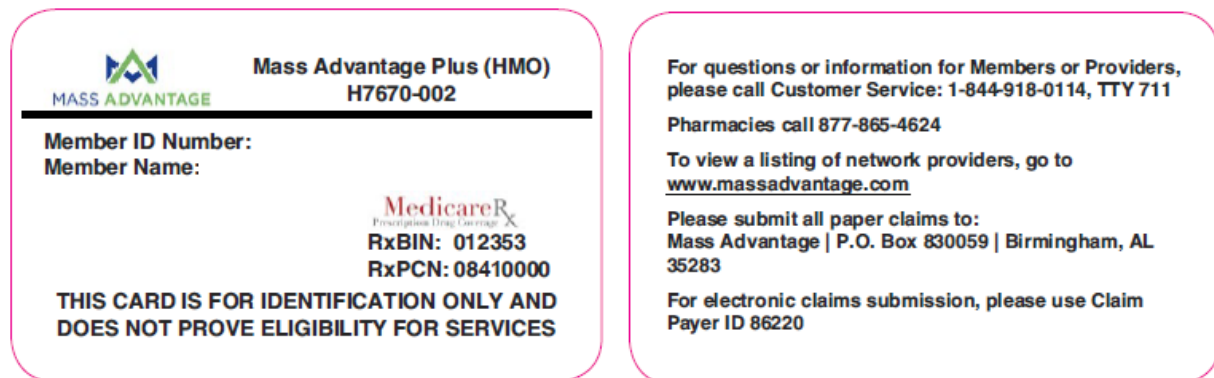 MASS ADVANTAGE
Mass Advantage Plus (HMO)
H7670-002
Member ID Number:
Member Name:
MedicareRx
Prescription Drug Coverage
RxBIN: 012353
RxPCN: 08410000
THIS CARD IS FOR IDENTIFICATION ONLY AND
DOES NOT PROVE ELIGIBILITY FOR SERVICES
For questions or information for Members or Providers,
please call Customer Service: 1-844-918-0114, TTY 711
Pharmacies call 877-865-4624
To view a listing of network providers, go to
www.massadvantage.com
Please submit all paper claims to:
Mass Advantage | P.O. Box 830059 | Birmingham, AL
35283
For electronic claims submission, please use Claim
Payer ID 86220